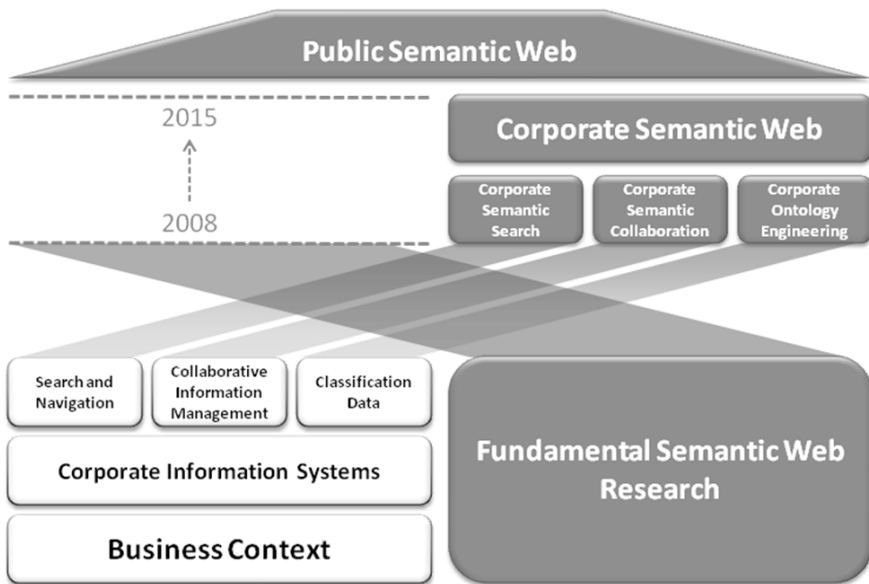 Public Semantic Web
2015
2008
Corporate Semantic Web
Corporate
Semantic
Search
Corporate
Semantic
Collaboration
Corporate
Ontology
Engineering
Search and
Navigation
Collaborative
Information
Management
Classification
Data
Corporate Information Systems
Business Context
Fundamental Semantic Web
Research